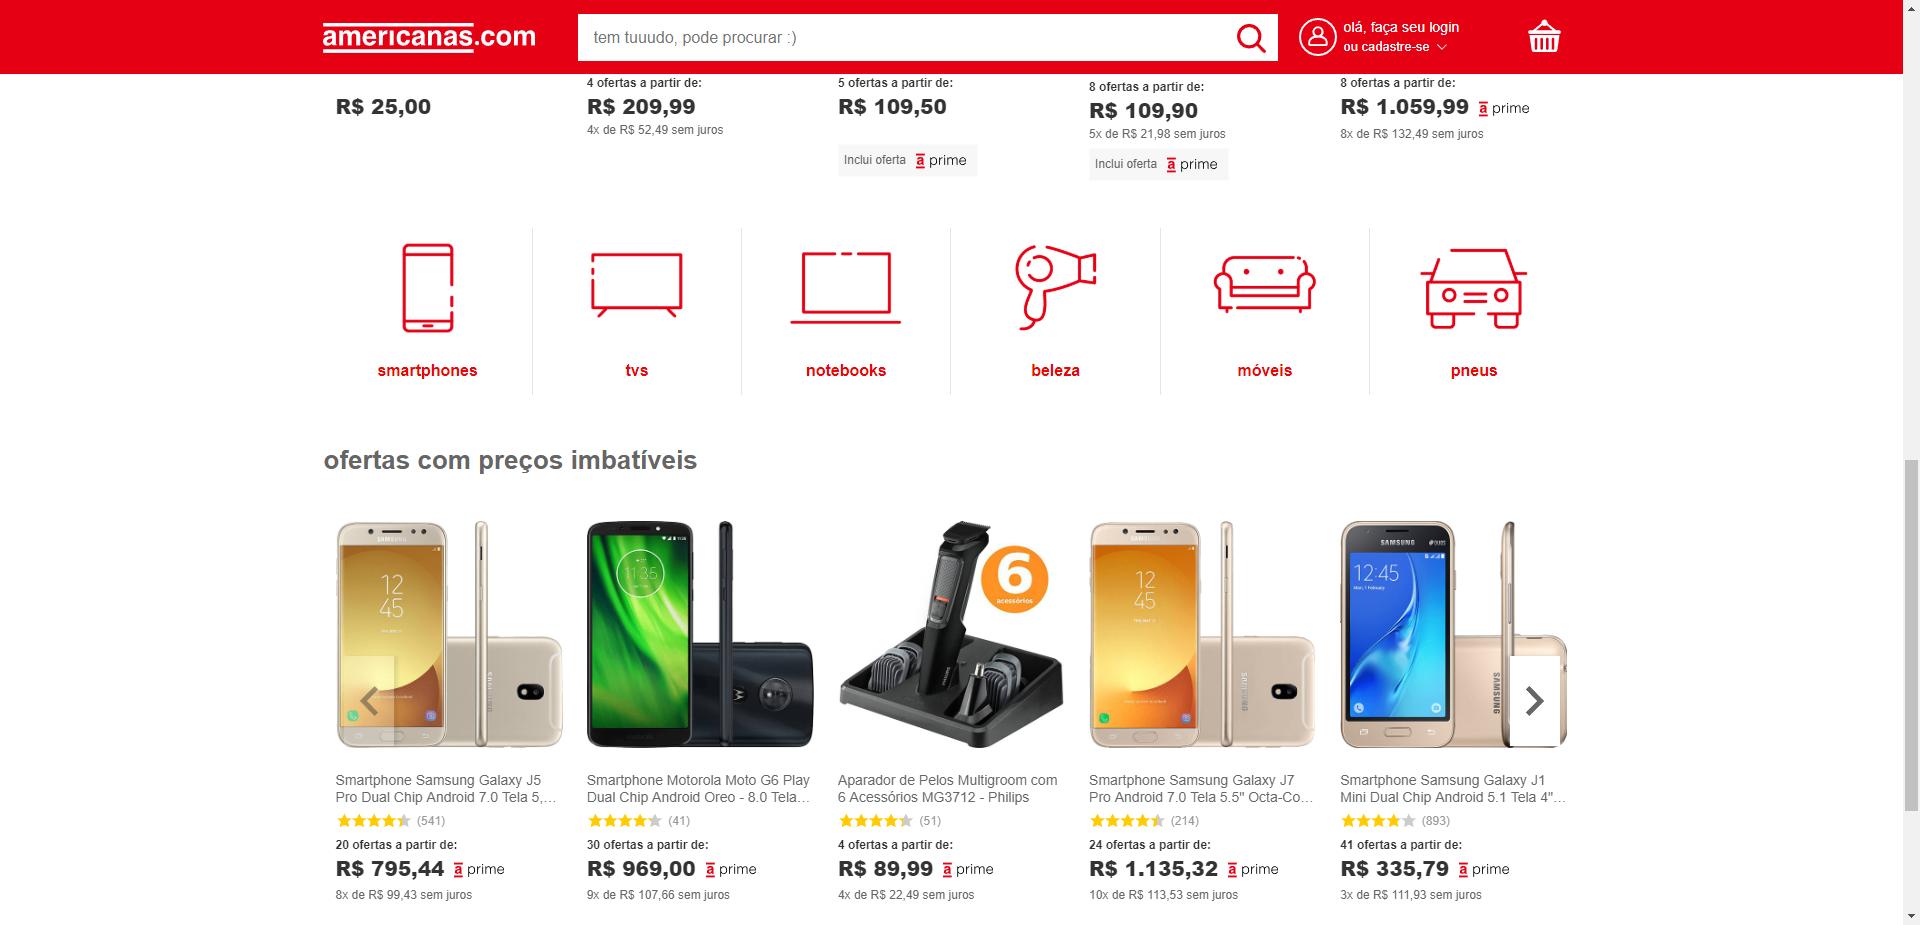 americanas.com
tem tuuudo, pode procurar :)
olá, faça seu login
ou cadastre-se
R$ 25,00
4 ofertas a partir de:
R$ 209,99
4x de R$ 52,49 sem juros
5 ofertas a partir de:
R$ 109,50
Inclui oferta a prime
8 ofertas a partir de:
R$ 109,90
5x de R$ 21,98 sem juros
Inclui oferta a prime
8 ofertas a partir de:
R$ 1.059,99 a prime
8x de R$ 132,49 sem juros
smartphones
tvs
notebooks
beleza
móveis
pneus
ofertas com preços imbatíveis
SAMSUNG
12
45
SAMSUNG
11:35
6
acessórios
SAMSUNG
12
45
SAMSUNG
SAMSUNG
DUOS
12:45
SAMSUNG
Smartphone Samsung Galaxy J5
Pro Dual Chip Android 7.0 Tela 5,...
(541)
20 ofertas a partir de:
R$ 795,44 a prime
8x de R$ 99,43 sem juros
Smartphone Motorola Moto G6 Play
Dual Chip Android Oreo - 8.0 Tela...
(41)
30 ofertas a partir de:
R$ 969,00 a prime
9x de R$ 107,66 sem juros
Aparador de Pelos Multigroom com
6 Acessórios MG3712 - Philips
(51)
4 ofertas a partir de:
R$ 89,99 a prime
4x de R$ 22,49 sem juros
Smartphone Samsung Galaxy J7
Pro Android 7.0 Tela 5.5" Octa-Co...
(214)
24 ofertas a partir de:
R$ 1.135,32 a prime
10x de R$ 113,53 sem juros
Smartphone Samsung Galaxy J1
Mini Dual Chip Android 5.1 Tela 4"...
(893)
41 ofertas a partir de:
R$ 335,79 a prime
3x de R$ 111,93 sem juros